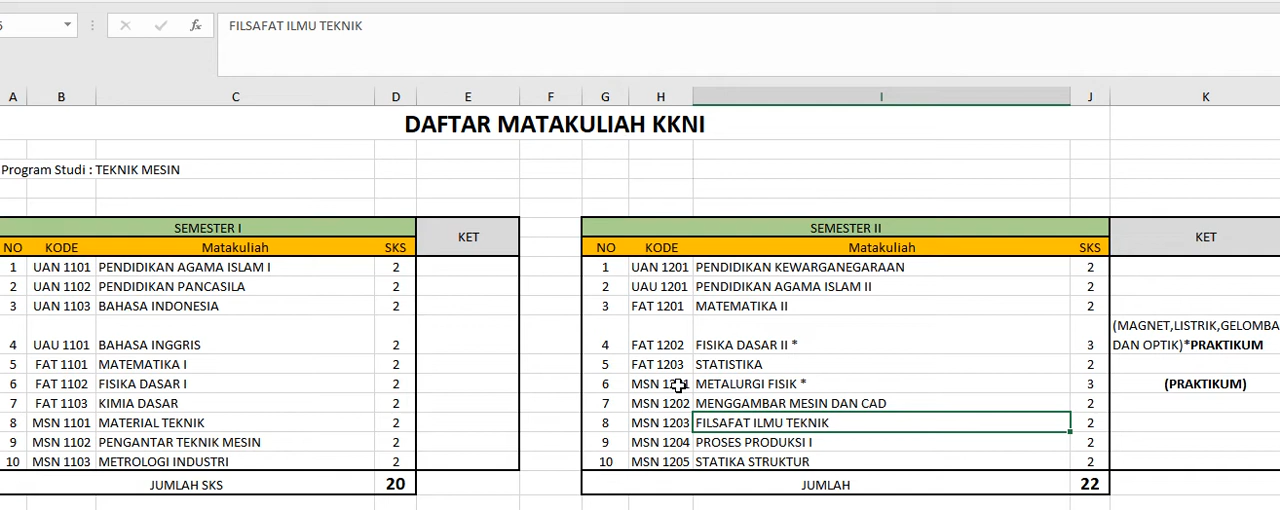 5
FILSAFAT ILMU TEKNIK
A B C D E F G H I J K
DAFTAR MATAKULIAH KKNI
Program Studi : TEKNIK MESIN
SEMESTER I KET SEMESTER II KET
NO KODE Matakuliah SKS NO KODE Matakuliah SKS
1 UAN 1101 PENDIDIKAN AGAMA ISLAM I 2 1 UAN 1201 PENDIDIKAN KEWARGANEGARAAN 2
2 UAN 1102 PENDIDIKAN PANCASILA 2 2 UAU 1201 PENDIDIKAN AGAMA ISLAM II 2
3 UAN 1103 BAHASA INDONESIA 2 3 FAT 1201 MATEMATIKA II 2
(MAGNET,LISTRIK,GELOMBA
4 UAU 1101 BAHASA INGGRIS 2 4 FAT 1202 FISIKA DASAR II * 3 DAN OPTIK)*PRAKTIKUM
5 FAT 1101 MATEMATIKA I 2 5 FAT 1203 STATISTIKA 2
6 FAT 1102 FISIKA DASAR I 2 6 MSN METALURGI FISIK * 3 (PRAKTIKUM)
7 FAT 1103 KIMIA DASAR 2 7 MSN 1202 MENGGAMBAR MESIN DAN CAD 2
8 MSN 1101 MATERIAL TEKNIK 2 8 MSN 1203 FILSAFAT ILMU TEKNIK 2
9 MSN 1102 PENGANTAR TEKNIK MESIN 2 9 MSN 1204 PROSES PRODUKSI I 2
10 MSN 1103 METROLOGI INDUSTRI 2 10 MSN 1205 STATIKA STRUKTUR 2
JUMLAH SKS 20 JUMLAH 22